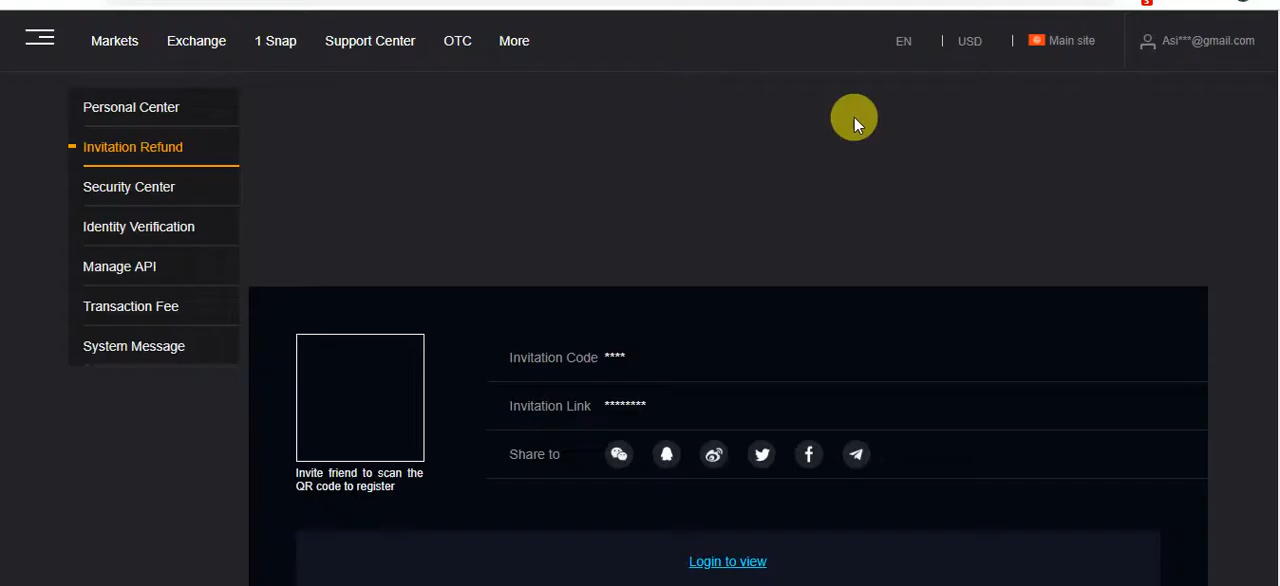 Markets Exchange 1 Snap Support Center OTC More EN | USD | Main site Asi***@gmail.com
Personal Center
Invitation Refund
Security Center
Identity Verification
Manage API
Transaction Fee
System Message
Invitation Code ****
Invitation Link ********
Share to
Invite friend to scan the
QR code to register
Login to view